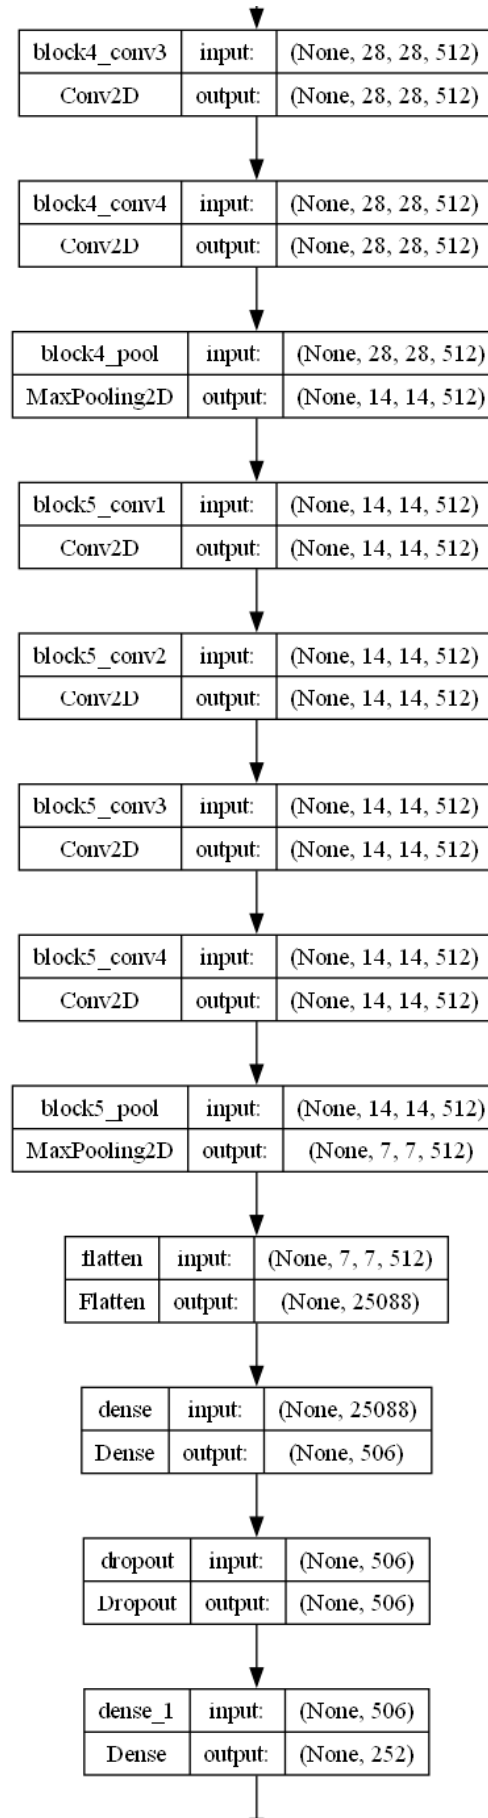 block4_conv3 input: (None, 28, 28, 512)
Conv2D output: (None, 28, 28, 512)
block4_conv4 input: (None, 28, 28, 512)
Conv2D output: (None, 28, 28, 512)
block4_pool input: (None, 28, 28, 512)
MaxPooling2D output: (None, 14, 14, 512)
block5_conv1 input: (None, 14, 14, 512)
Conv2D output: (None, 14, 14, 512)
block5_conv2 input: (None, 14, 14, 512)
Conv2D output: (None, 14, 14, 512)
block5_conv3 input: (None, 14, 14, 512)
Conv2D output: (None, 14, 14, 512)
block5_conv4 input: (None, 14, 14, 512)
Conv2D output: (None, 14, 14, 512)
block5_pool input: (None, 14, 14, 512)
MaxPooling2D output: (None, 7, 7, 512)
flatten input: (None, 7, 7, 512)
Flatten output: (None, 25088)
dense input: (None, 25088)
Dense output: (None, 506)
dropout input: (None, 506)
Dropout output: (None, 506)
dense_1 input: (None, 506)
Dense output: (None, 252)